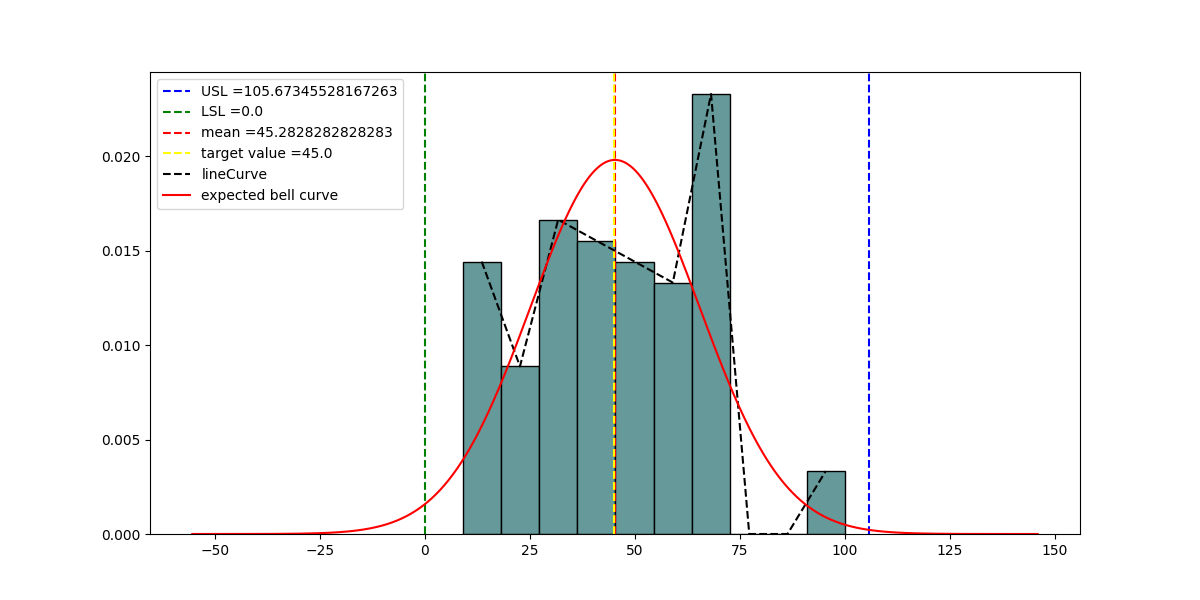 USL =105.67345528167263
LSL =0.0
mean =45.2828282828283
target value =45.0
lineCurve
expected bell curve
0.020
0.015
0.010
0.005
0.000
−50
−25
0
25
50
75
100
125
150